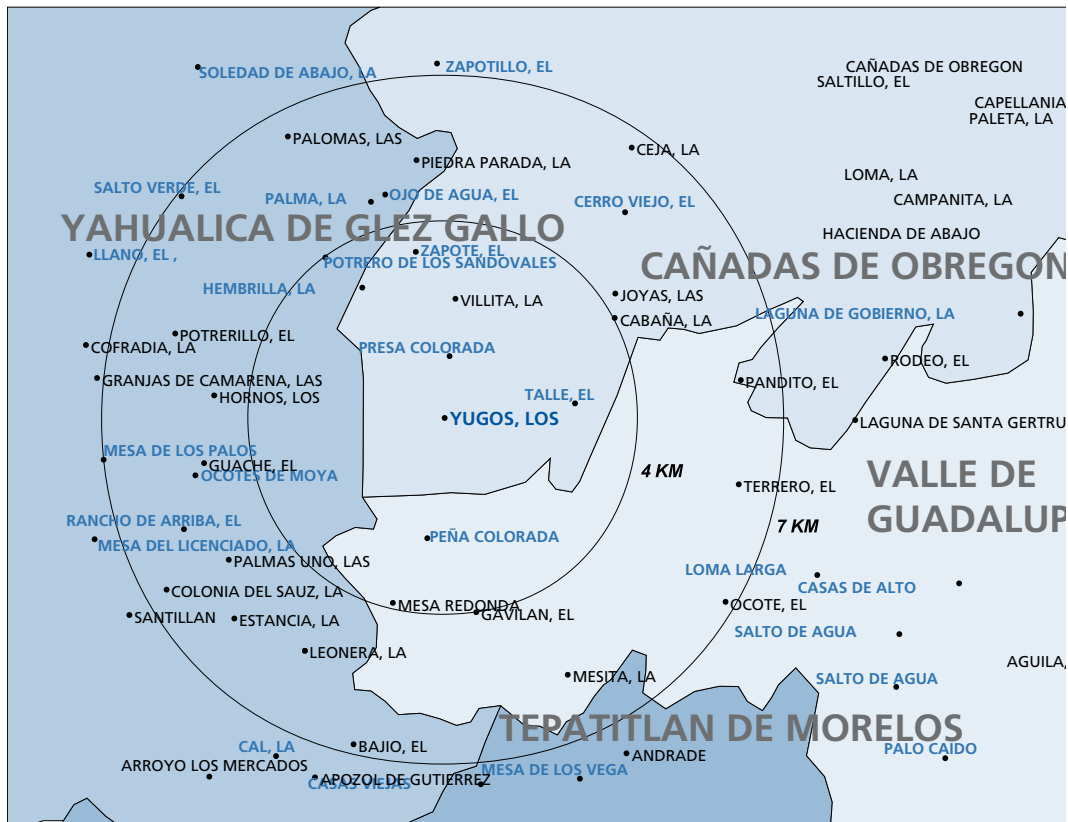 CAÑADAS DE OBREGON
SOLEDAD DE ABAJO, LA
ZAPOTILLO, EL
SALTILLO, EL
CAPELLANIA
PALETA, LA
PALOMAS, LAS
CEJA, LA
PIEDRA PARADA, LA
LOMA, LA
SALTO VERDE, EL
PALMA, LA
OJO DE AGUA, EL
CERRO VIEJO, EL
CAMPANITA, LA
YAHUALICA DE GLEZ GALLO
HACIENDA DE ABAJO
LLANO, EL ,
ZAPOTE, EL
POTRERO DE LOS SANDOVALES
CAÑADAS DE OBREGON
HEMBRILLA, LA
VILLITA, LA
JOYAS, LAS
LAGUNA DE GOBIERNO, LA
CABAÑA, LA
POTRERILLO, EL
COFRADIA, LA
PRESA COLORADA
RODEO, EL
GRANJAS DE CAMARENA, LAS
PANDITO, EL
HORNOS, LOS
TALLE, EL
YUGOS, LOS
LAGUNA DE SANTA GERTRU
MESA DE LOS PALOS
GUACHE, EL
OCOTES DE MOYA
4 KM
VALLE DE
GUADALUP
TERRERO, EL
RANCHO DE ARRIBA, EL
7 KM
MESA DEL LICENCIADO, LA
PEÑA COLORADA
PALMAS UNO, LAS
LOMA LARGA
CASAS DE ALTO
COLONIA DEL SAUZ, LA
MESA REDONDA
OCOTE, EL
SANTILLAN
ESTANCIA, LA
GAVILAN, EL
SALTO DE AGUA
LEONERA, LA
AGUILA,
MESITA, LA
SALTO DE AGUA
TEPATITLAN DE MORELOS
CAL, LA
BAJIO, EL
ANDRADE
PALO CAIDO
ARROYO LOS MERCADOS
MESA DE LOS VEGA
APOZOL DE GUTIERREZ
CASAS VIEJAS